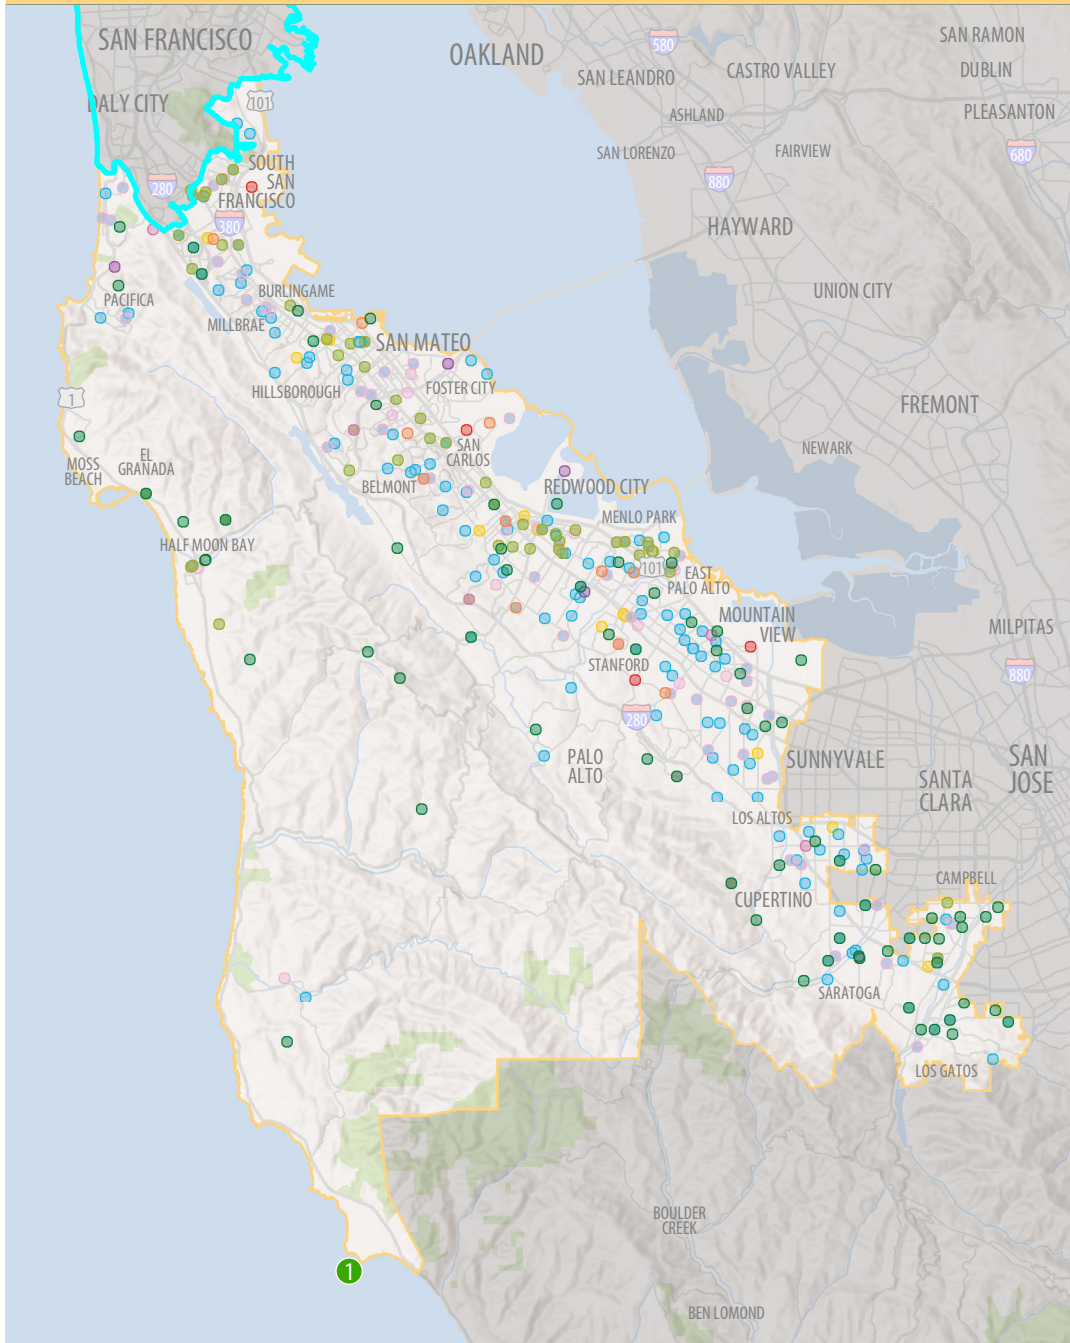 SAN FRANCISCO
OAKLAND
580
SAN RAMON
SAN LEANDRO
CASTRO VALLEY
DUBLIN
DALY CITY
101
ASHLAND
PLEASANTON
SAN LORENZO
FAIRVIEW
680
SOUTH
SAN
FRANCISCO
280
880
380
HAYWARD
PACIFICA
BURLINGAME
UNION CITY
MILLBRAE
SAN MATEO
HILLSBOROUGH
FOSTER CITY
1
FREMONT
MOSS
BEACH
EL
GRANADA
SAN
CARLOS
NEWARK
BELMONT
REDWOOD CITY
MENLO PARK
HALF MOON BAY
101
EAST
PALO ALTO
MOUNTAIN
VIEW
MILPITAS
STANFORD
880
280
PALO
ALTO
SUNNYVALE
SAN
JOSE
SANTA
CLARA
LOS ALTOS
CAMPBELL
CUPERTINO
SARATOGA
LOS GATOS
BOULDER
CREEK
1
BEN LOMOND